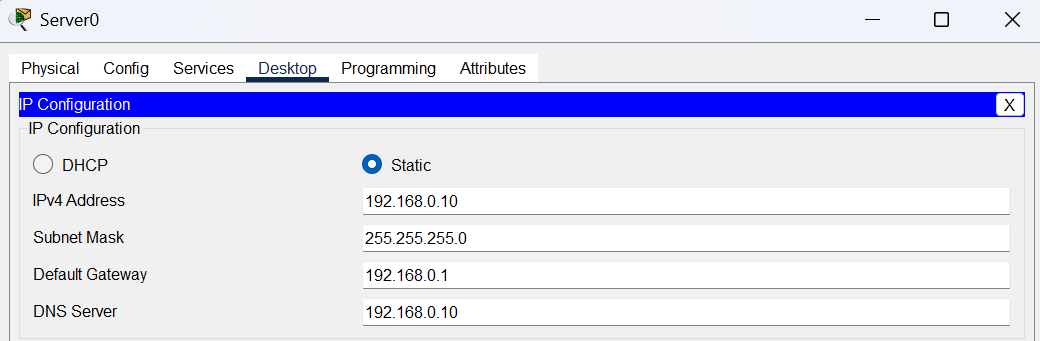 Server0
Physical Config Services Desktop Programming Attributes
IP Configuration X
IP Configuration
DHCP Static
IPv4 Address 192.168.0.10
Subnet Mask 255.255.255.0
Default Gateway 192.168.0.1
DNS Server 192.168.0.10